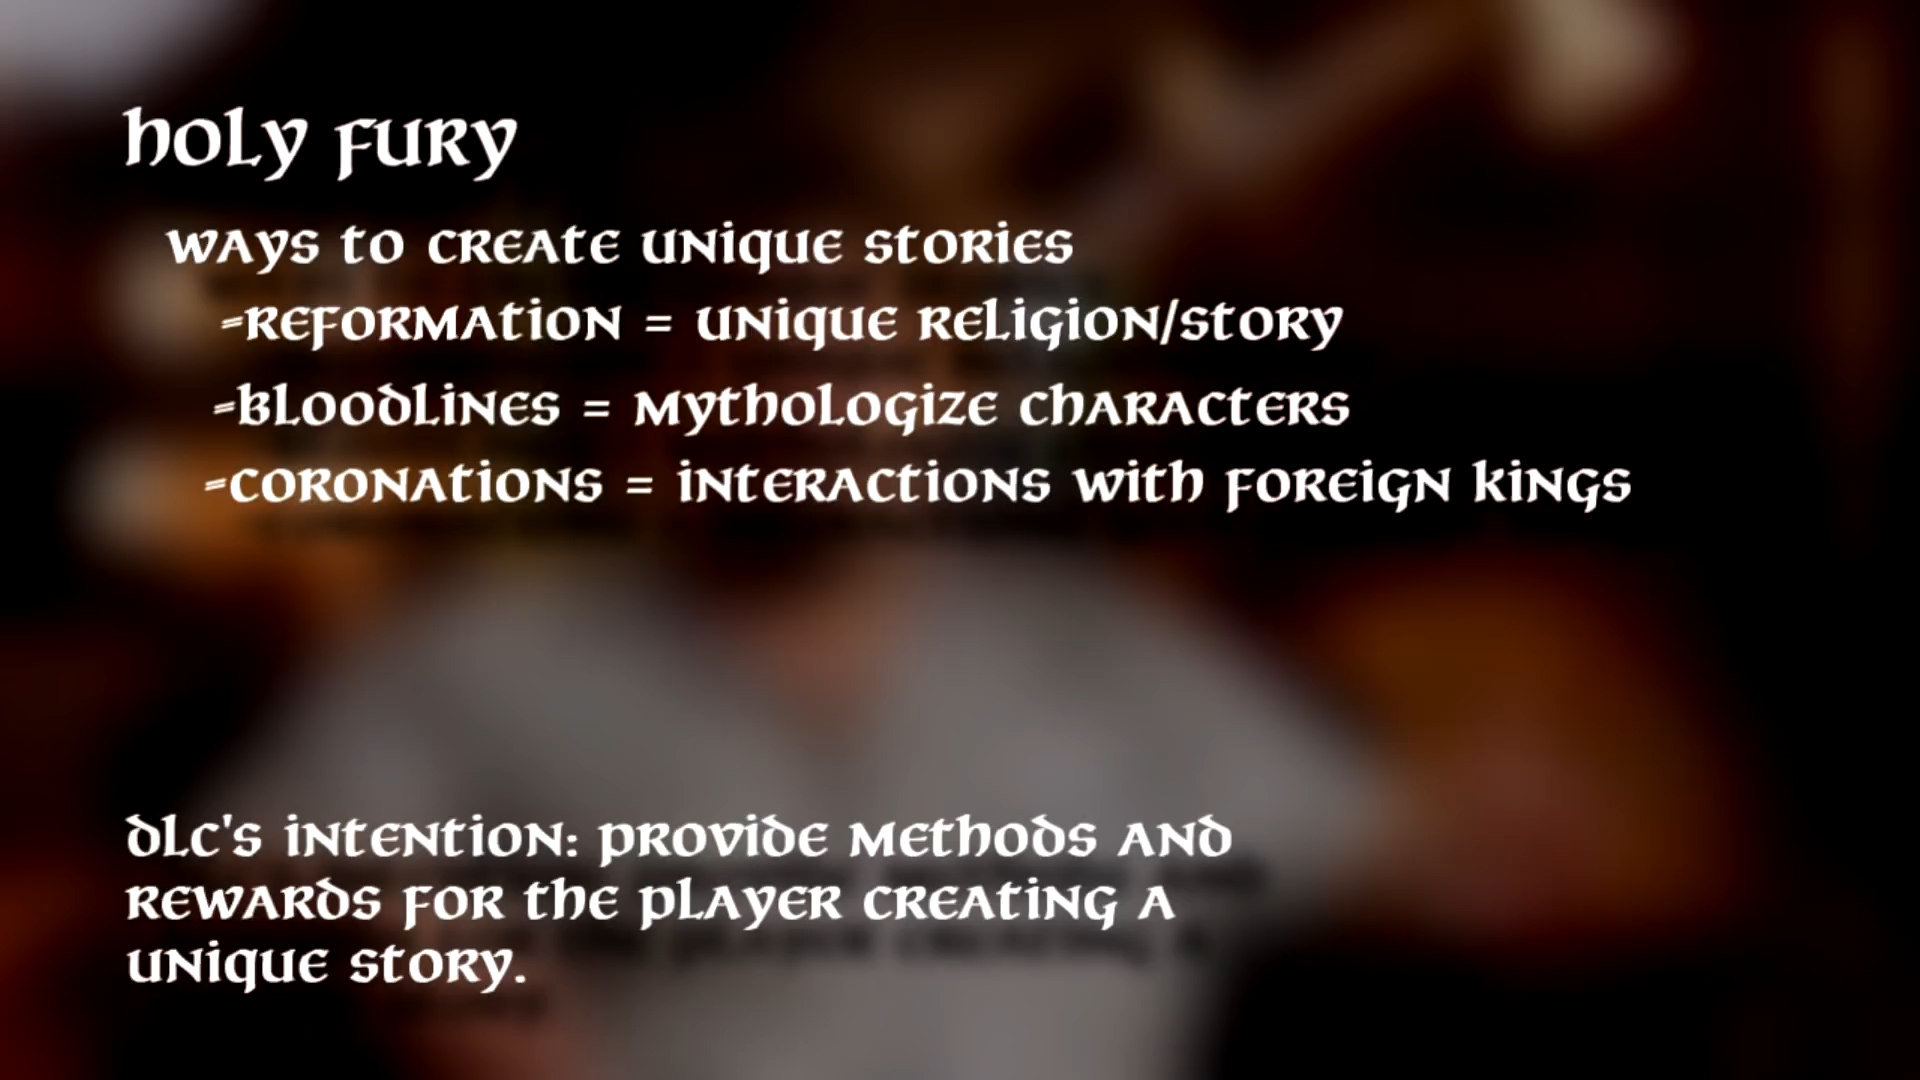 Holy Fury
Ways to create unique stories
-Reformation = unique religion/story
-Bloodlines = mythologize characters
-Coronations = interactions with foreign kings
DLC's intention: provide methods and
rewards for the player creating a
unique story.